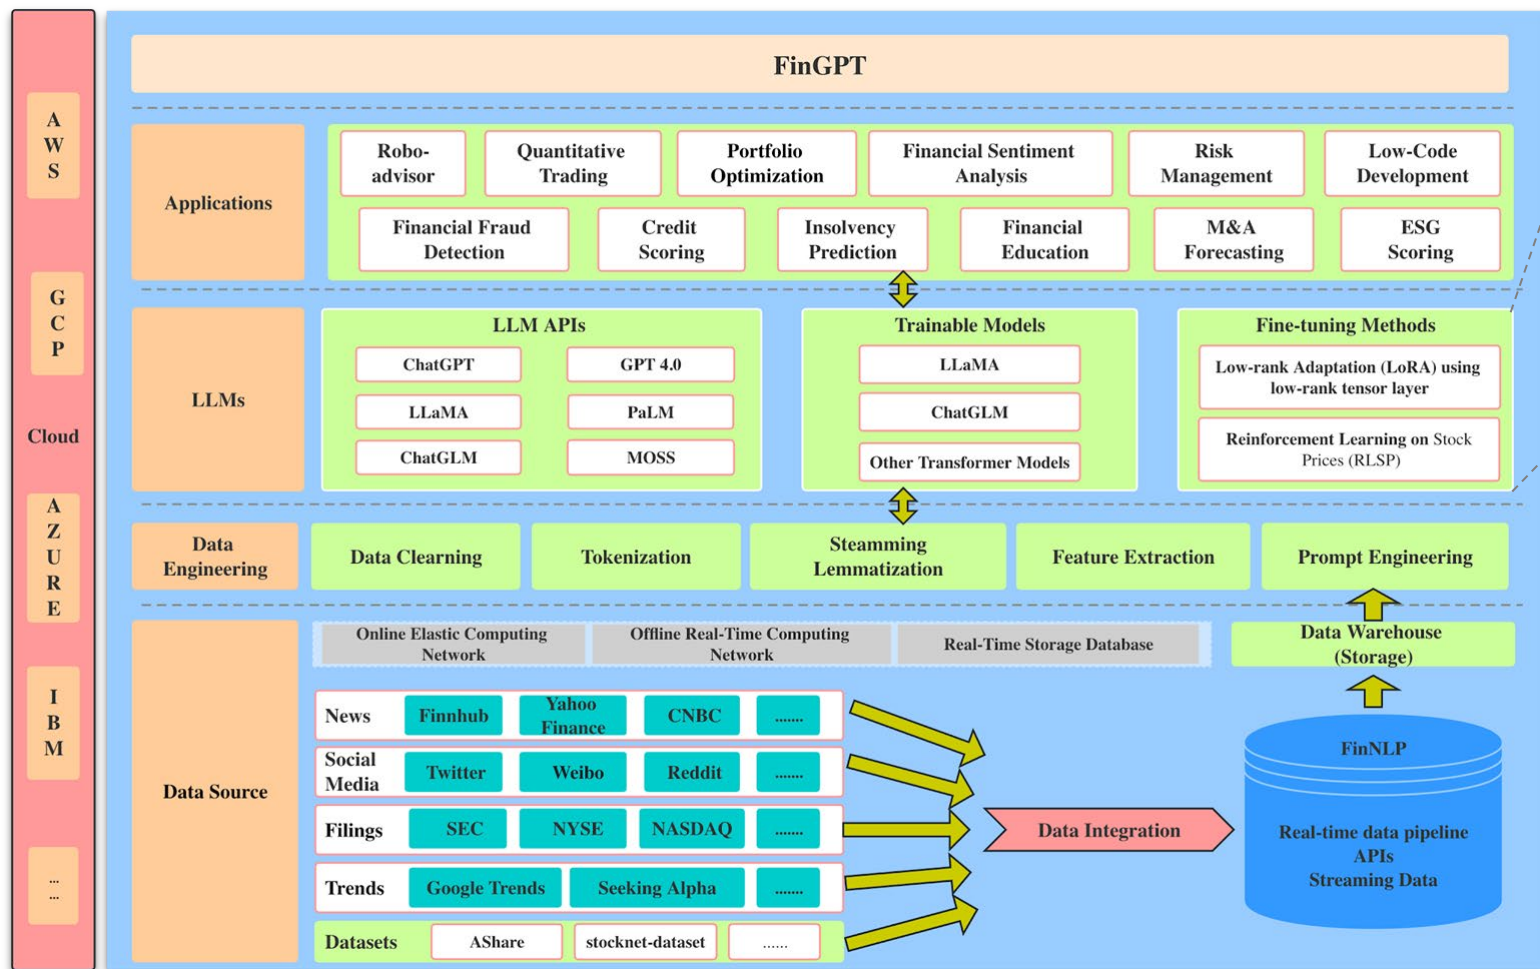 FinGPT
A
W
S
G
C
P
Cloud
A
Z
U
R
E
I
B
M
...
...
Applications
Robo-
advisor
Quantitative
Trading
Portfolio
Optimization
Financial Sentiment
Analysis
Risk
Management
Low-Code
Development
Financial Fraud
Detection
Credit
Scoring
Insolvency
Prediction
Financial
Education
M&A
Forecasting
ESG
Scoring
LLMs
LLM APIs
ChatGPT
GPT 4.0
LLaMA
PaLM
ChatGLM
MOSS
Trainable Models
LLaMA
ChatGLM
Other Transformer Models
Fine-tuning Methods
Low-rank Adaptation (LoRA) using
low-rank tensor layer
Reinforcement Learning on Stock
Prices (RLSP)
Data
Engineering
Data Clearning
Tokenization
Steamming
Lemmatization
Feature Extraction
Prompt Engineering
Data Source
Online Elastic Computing
Network
Offline Real-Time Computing
Network
Real-Time Storage Database
Data Warehouse
(Storage)
News
Finnhub
Yahoo
Finance
CNBC
.......
Social
Media
Twitter
Weibo
Reddit
.......
Filings
SEC
NYSE
NASDAQ
.......
Trends
Google Trends
Seeking Alpha
.......
Datasets
AShare
stocknet-dataset
......
Data Integration
FinNLP
Real-time data pipeline
APIs
Streaming Data